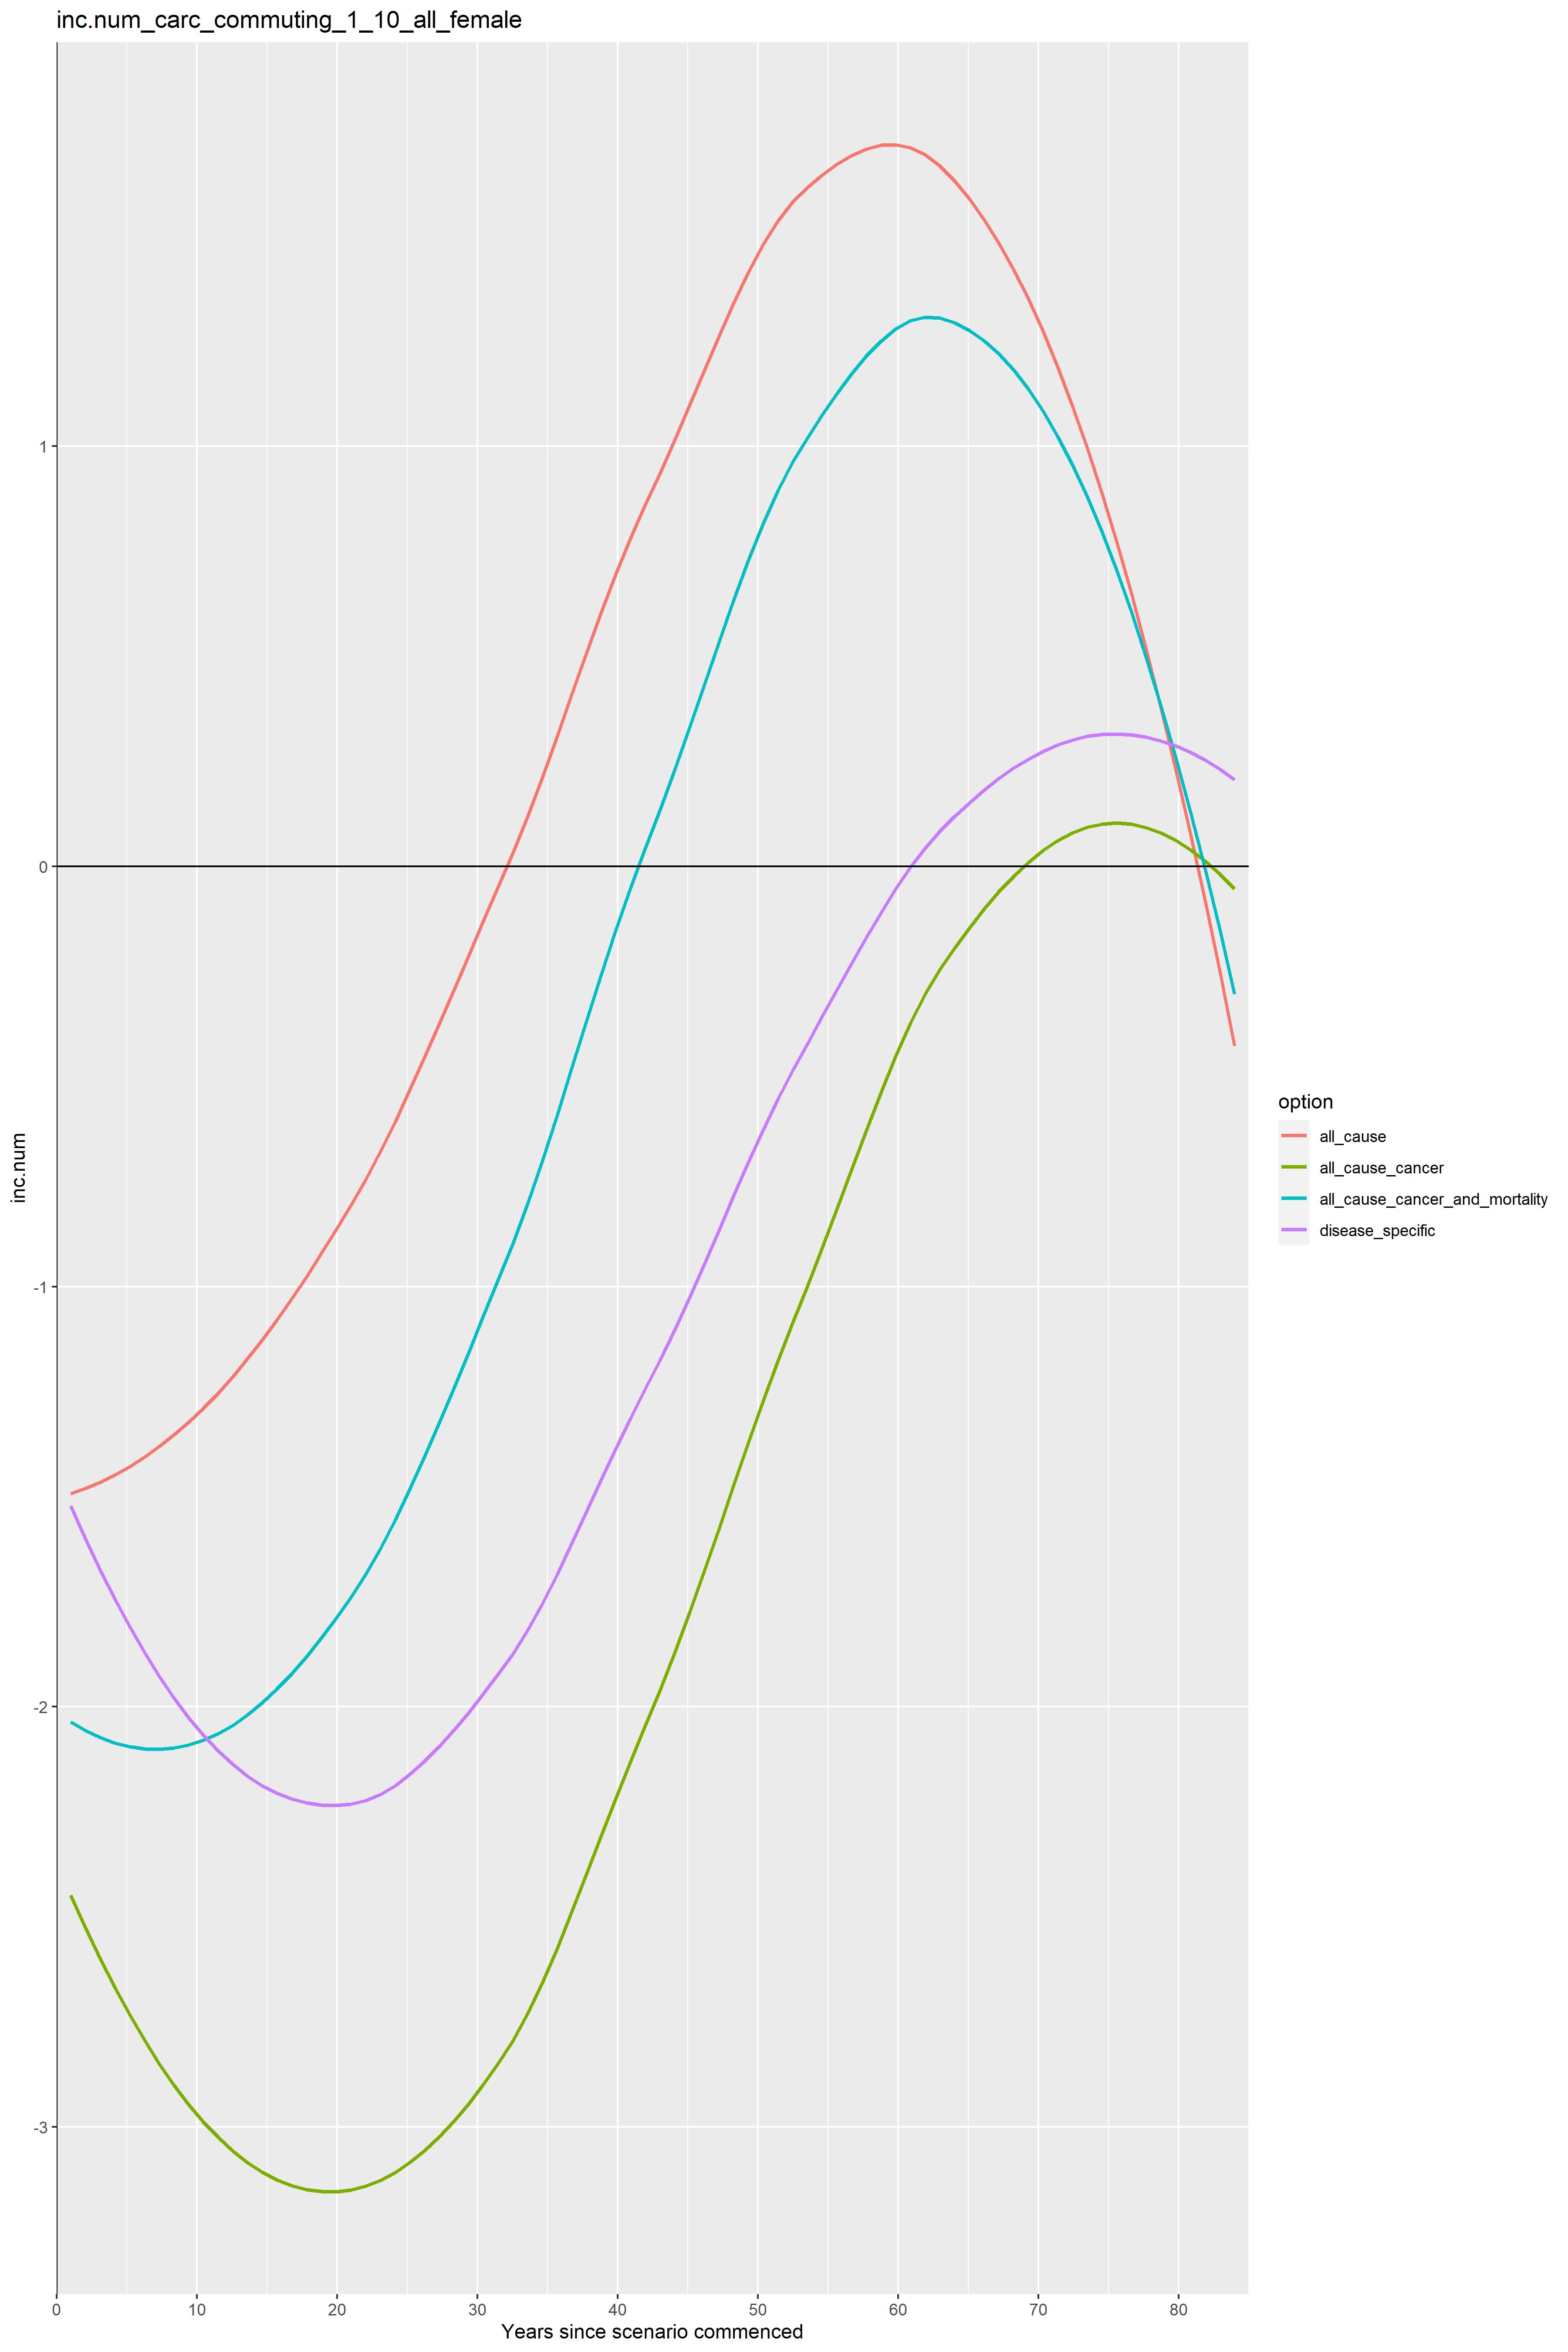 inc.num_carc_commuting_1_10_all_female
inc.num
1
0
-1
-2
-3
0 10 20 30 40 50 60 70 80
Years since scenario commenced
option
all_cause
all_cause_cancer
all_cause_cancer_and_mortality
disease_specific